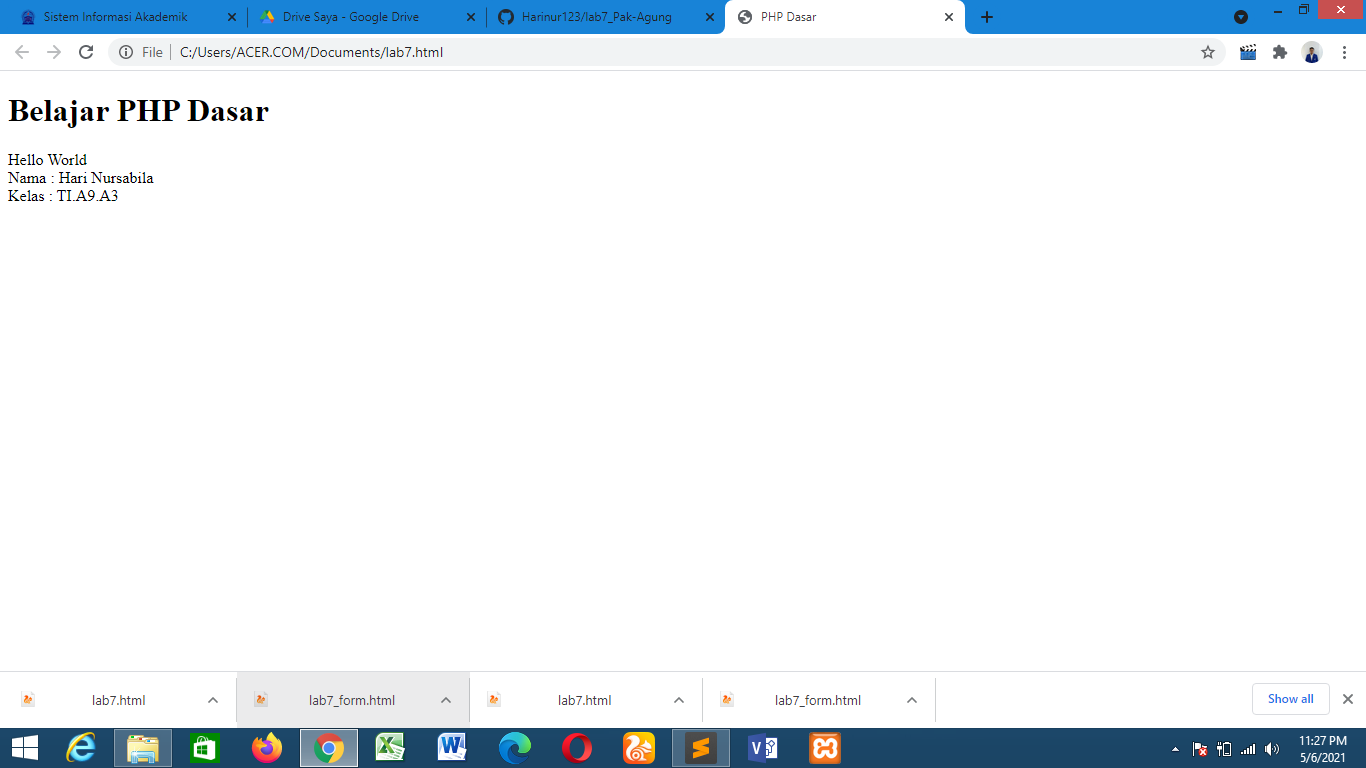 Sistem Informasi Akademik
Drive Saya - Google Drive
Harinur123/lab7_Pak-Agung
PHP Dasar
File
C:/Users/ACER.COM/Documents/lab7.html
Belajar PHP Dasar
Hello World
Nama : Hari Nursabila
Kelas : TI.A9.A3
lab7.html
lab7_form.html
lab7.html
lab7_form.html
Show all
11:27 PM
5/6/2021